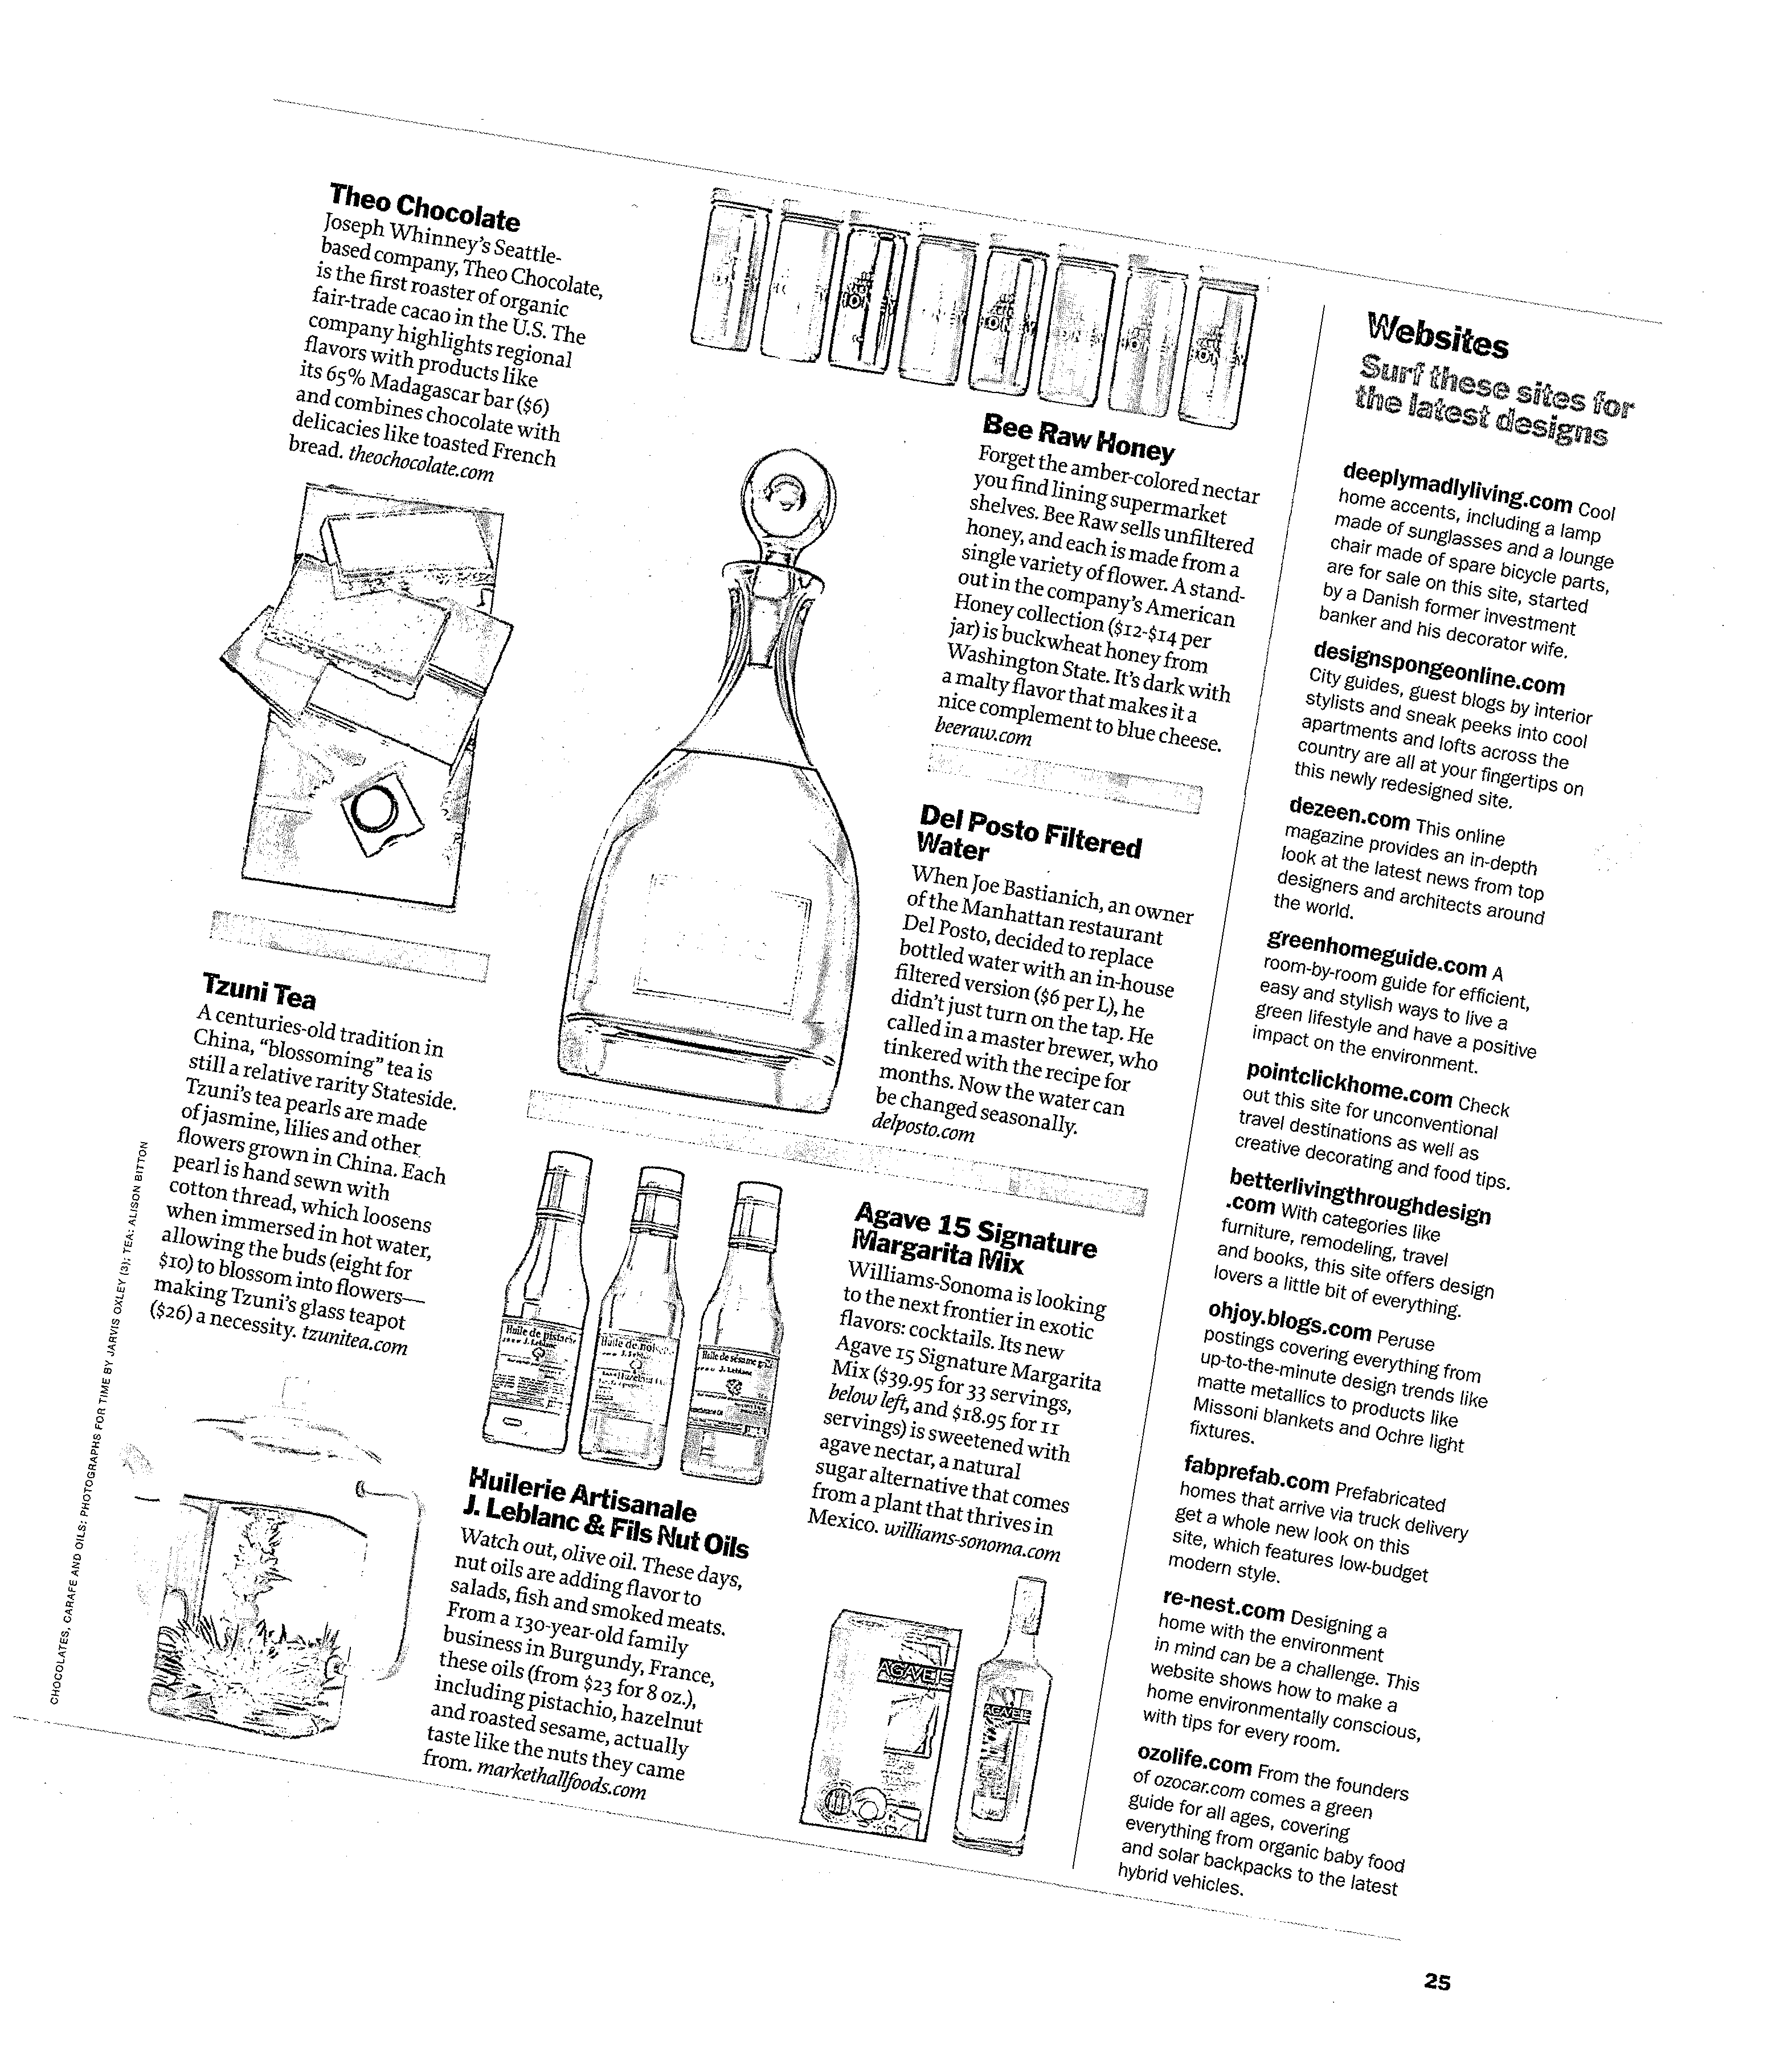 Theo Chocolate
Joseph Whinney's Seattle-
based company, Theo Chocolate,
is the first roaster of organic
fair-trade cacao in the U.S. The
company highlights regional
flavors with products like
its 65% Madagascar bar ($6)
and combines chocolate with
delicacies like toasted French
bread. theochocolate.com
Tzuni Tea
A centuries-old tradition in
China, "blossoming" tea is
still a relative rarity Stateside.
Tzuni's tea pearls are made
of jasmine, lilies and other
flowers grown in China. Each
pearl is hand sewn with
cotton thread, which loosens
when immersed in hot water,
allowing the buds (eight for
$10) to blossom into flowers—
making Tzuni's glass teapot
($26) a necessity. tzunitea.com
CHOCOLATES, CARAFE AND OILS: PHOTOGRAPHS FOR TIME BY JARVIS OXLEY (3); TEA: ALISON BITTON
Huile de pistache
J. Leblanc
Huile de
Huile de sésame
J. Leblanc
Huilerie Artisanale
J. Leblanc & Fils Nut Oils
Watch out, olive oil. These days,
nut oils are adding flavor to
salads, fish and smoked meats.
From a 130-year-old family
business in Burgundy, France,
these oils (from $23 for 8 oz.),
including pistachio, hazelnut
and roasted sesame, actually
taste like the nuts they came
from. markethallfoods.com
Bee Raw Honey
Forget the amber-colored nectar
you find lining supermarket
shelves. Bee Raw sells unfiltered
honey, and each is made from a
single variety of flower. A stand-
out in the company's American
Honey collection ($12-$14 per
jar) is buckwheat honey from
Washington State. It's dark with
a malty flavor that makes it a
nice complement to blue cheese.
beeraw.com
Del Posto Filtered
Water
When Joe Bastianich, an owner
of the Manhattan restaurant
Del Posto, decided to replace
bottled water with an in-house
filtered version ($6 per L), he
didn't just turn on the tap. He
called in a master brewer, who
tinkered with the recipe for
months. Now the water can
be changed seasonally.
delposto.com
Agave 15 Signature
Margarita Mix
Williams-Sonoma is looking
to the next frontier in exotic
flavors: cocktails. Its new
Agave 15 Signature Margarita
Mix ($39.95 for 33 servings,
below left, and $18.95 for 11
servings) is sweetened with
agave nectar, a natural
sugar alternative that comes
from a plant that thrives in
Mexico. williams-sonoma.com
AGAVE 15
AGAVE 15
Websites
Surf these sites for
the latest designs
deeplymadlyliving.com Cool
home accents, including a lamp
made of sunglasses and a lounge
chair made of spare bicycle parts,
are for sale on this site, started
by a Danish former investment
banker and his decorator wife.
designspongeonline.com
City guides, guest blogs by interior
stylists and sneak peeks into cool
apartments and lofts across the
country are all at your fingertips on
this newly redesigned site.
dezeen.com This online
magazine provides an in-depth
look at the latest news from top
designers and architects around
the world.
greenhomeguide.com A
room-by-room guide for efficient,
easy and stylish ways to live a
green lifestyle and have a positive
impact on the environment.
pointclickhome.com Check
out this site for unconventional
travel destinations as well as
creative decorating and food tips.
betterlivingthroughdesign
.com With categories like
furniture, remodeling, travel
and books, this site offers design
lovers a little bit of everything.
ohjoy.blogs.com Peruse
postings covering everything from
up-to-the-minute design trends like
matte metallics to products like
Missoni blankets and Ochre light
fixtures.
fabprefab.com Prefabricated
homes that arrive via truck delivery
get a whole new look on this
site, which features low-budget
modern style.
re-nest.com Designing a
home with the environment
in mind can be a challenge. This
website shows how to make a
home environmentally conscious,
with tips for every room.
ozolife.com From the founders
of ozocar.com comes a green
guide for all ages, covering
everything from organic baby food
and solar backpacks to the latest
hybrid vehicles.
25